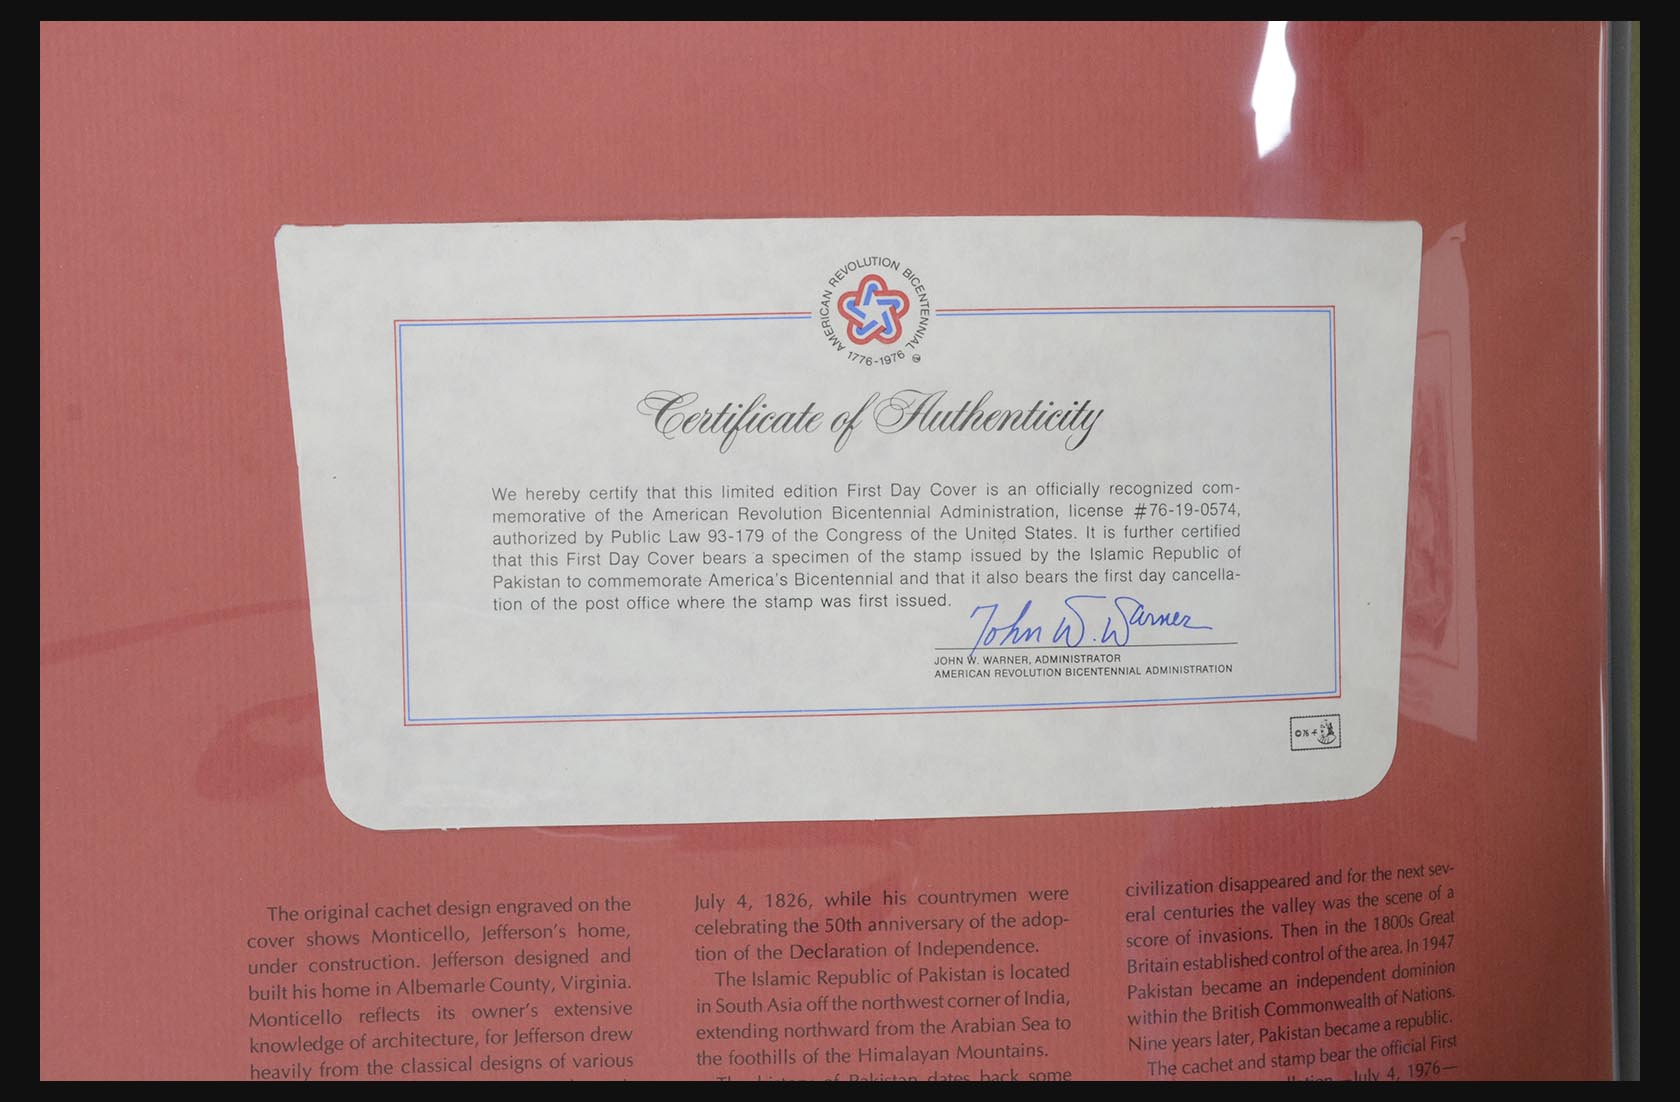 AMERICAN REVOLUTION BICENTENNIAL
1776-1976
Certificate of Authenticity
We hereby certify that this limited edition First Day Cover is an officially recognized com-
memorative of the American Revolution Bicentennial Administration, license #76-19-0574,
authorized by Public Law 93-179 of the Congress of the United States. It is further certified
that this First Day Cover bears a specimen of the stamp issued by the Islamic Republic of
Pakistan to commemorate America's Bicentennial and that it also bears the first day cancella-
tion of the post office where the stamp was first issued.
John W. Warner
JOHN W. WARNER, ADMINISTRATOR
AMERICAN REVOLUTION BICENTENNIAL ADMINISTRATION
©76
The original cachet design engraved on the
cover shows Monticello, Jefferson's home,
under construction. Jefferson designed and
built his home in Albemarle County, Virginia.
Monticello reflects its owner's extensive
knowledge of architecture, for Jefferson drew
heavily from the classical designs of various
July 4, 1826, while his countrymen were
celebrating the 50th anniversary of the adop-
tion of the Declaration of Independence.
The Islamic Republic of Pakistan is located
in South Asia off the northwest corner of India,
extending northward from the Arabian Sea to
the foothills of the Himalayan Mountains.
of Pakistan dates back some
civilization disappeared and for the next sev-
eral centuries the valley was the scene of a
score of invasions. Then in the 1800s Great
Britain established control of the area. In 1947
Pakistan became an independent dominion
within the British Commonwealth of Nations.
Nine years later, Pakistan became a republic.
The cachet and stamp bear the official First
July 4, 1976—